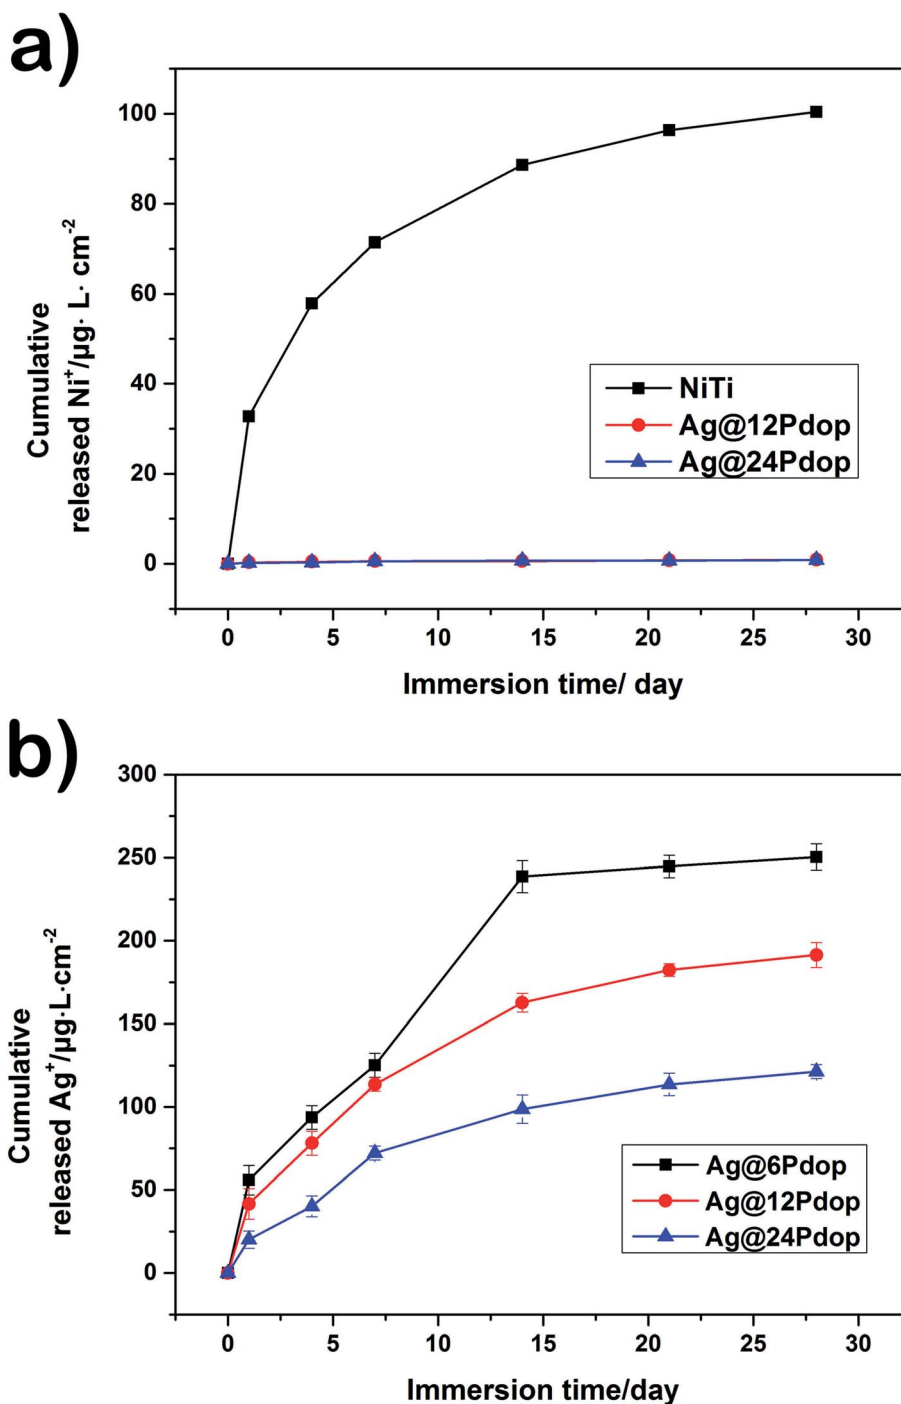 a)
100
80
60
40
20
0
Cumulative
released Ni⁺/µg· L· cm⁻²
NiTi
Ag@12Pdop
Ag@24Pdop
0 5 10 15 20 25 30
Immersion time/ day
b)
300
250
200
150
100
50
0
Cumulative
released Ag⁺/µg·L·cm⁻²
Ag@6Pdop
Ag@12Pdop
Ag@24Pdop
0 5 10 15 20 25 30
Immersion time/day